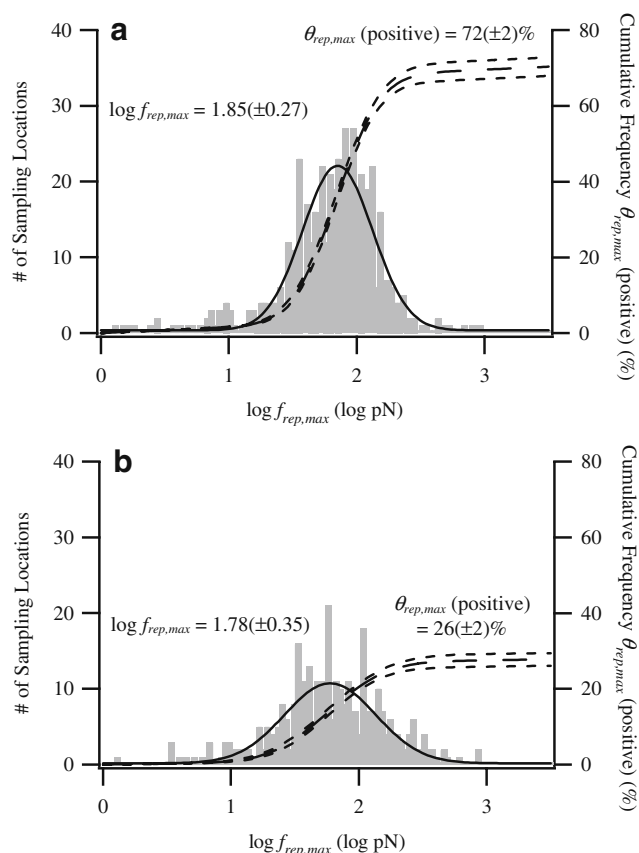 a
θrep,max (positive) = 72(±2)%
log frep,max = 1.85(±0.27)
# of Sampling Locations
40
30
20
10
0
80
60
40
20
0
Cumulative Frequency θrep,max (positive) (%)
0 1 2 3
log frep,max (log pN)
b
log frep,max = 1.78(±0.35)
θrep,max (positive)
= 26(±2)%
# of Sampling Locations
40
30
20
10
0
80
60
40
20
0
Cumulative Frequency θrep,max (positive) (%)
0 1 2 3
log frep,max (log pN)